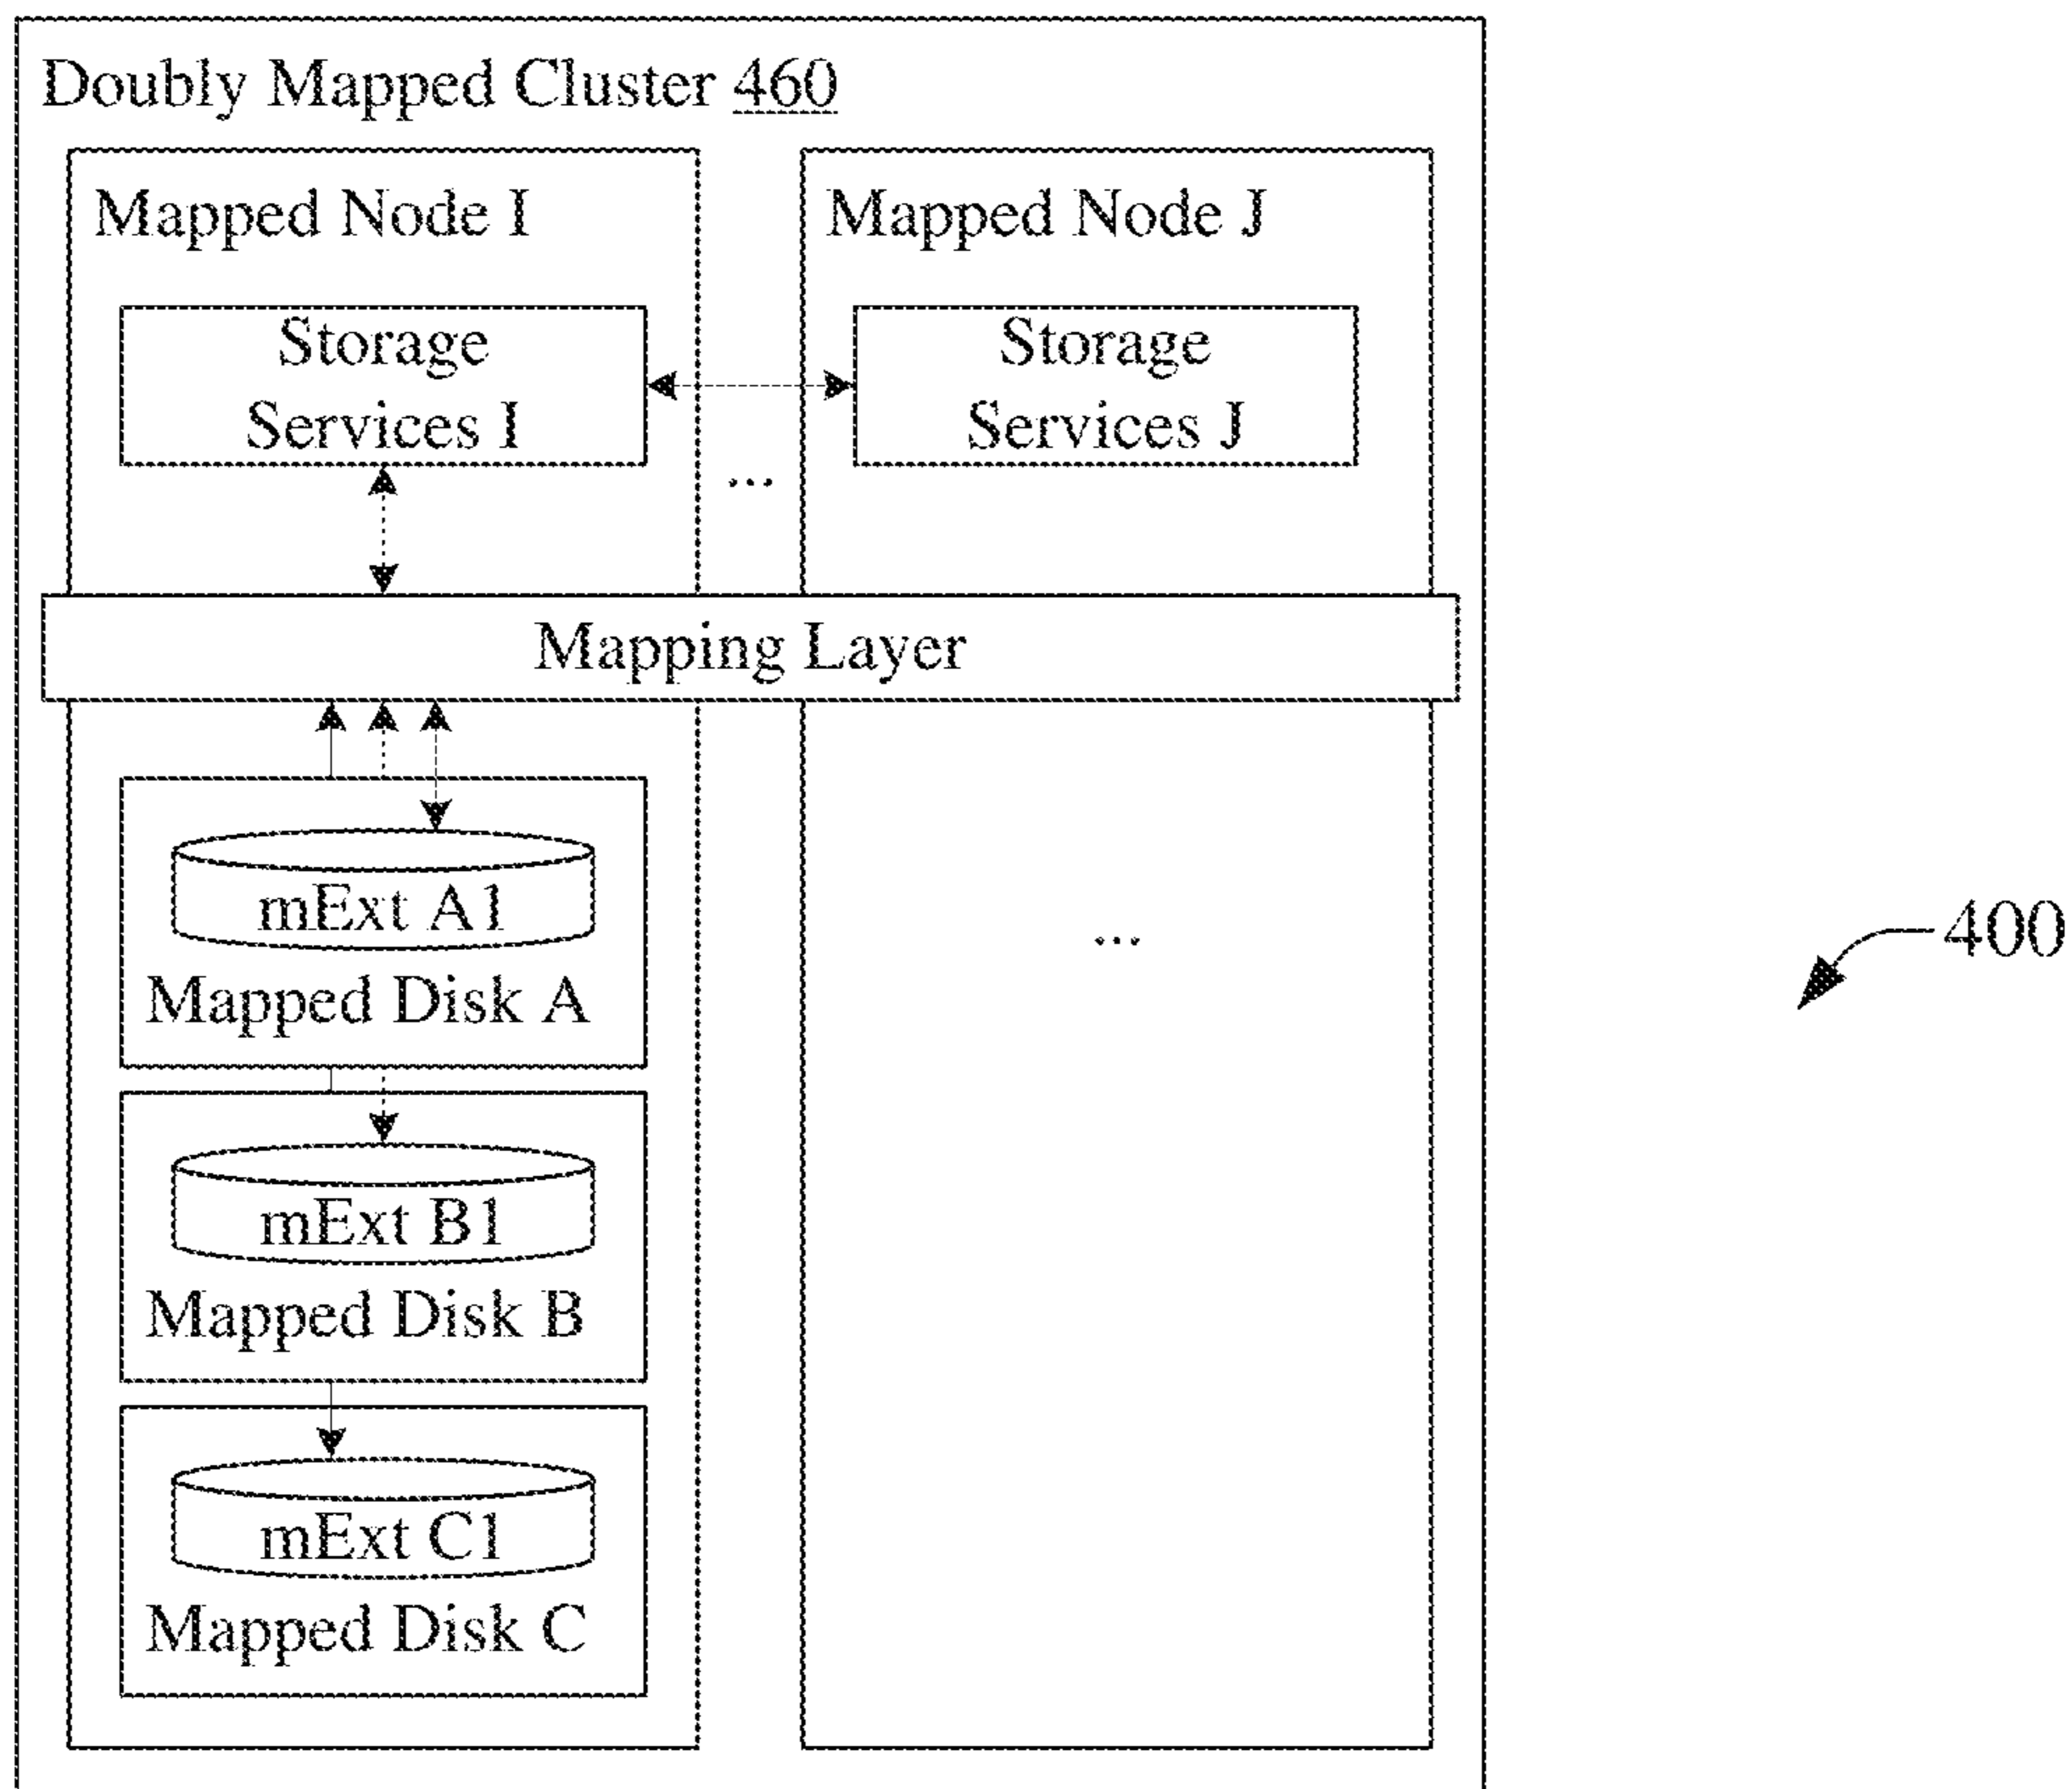 Doubly Mapped Cluster 460
Mapped Node I
Mapped Node J
Storage
Services I
Storage
Services J
...
Mapping Layer
mExt A1
Mapped Disk A
...
400
mExt B1
Mapped Disk B
mExt C1
Mapped Disk C